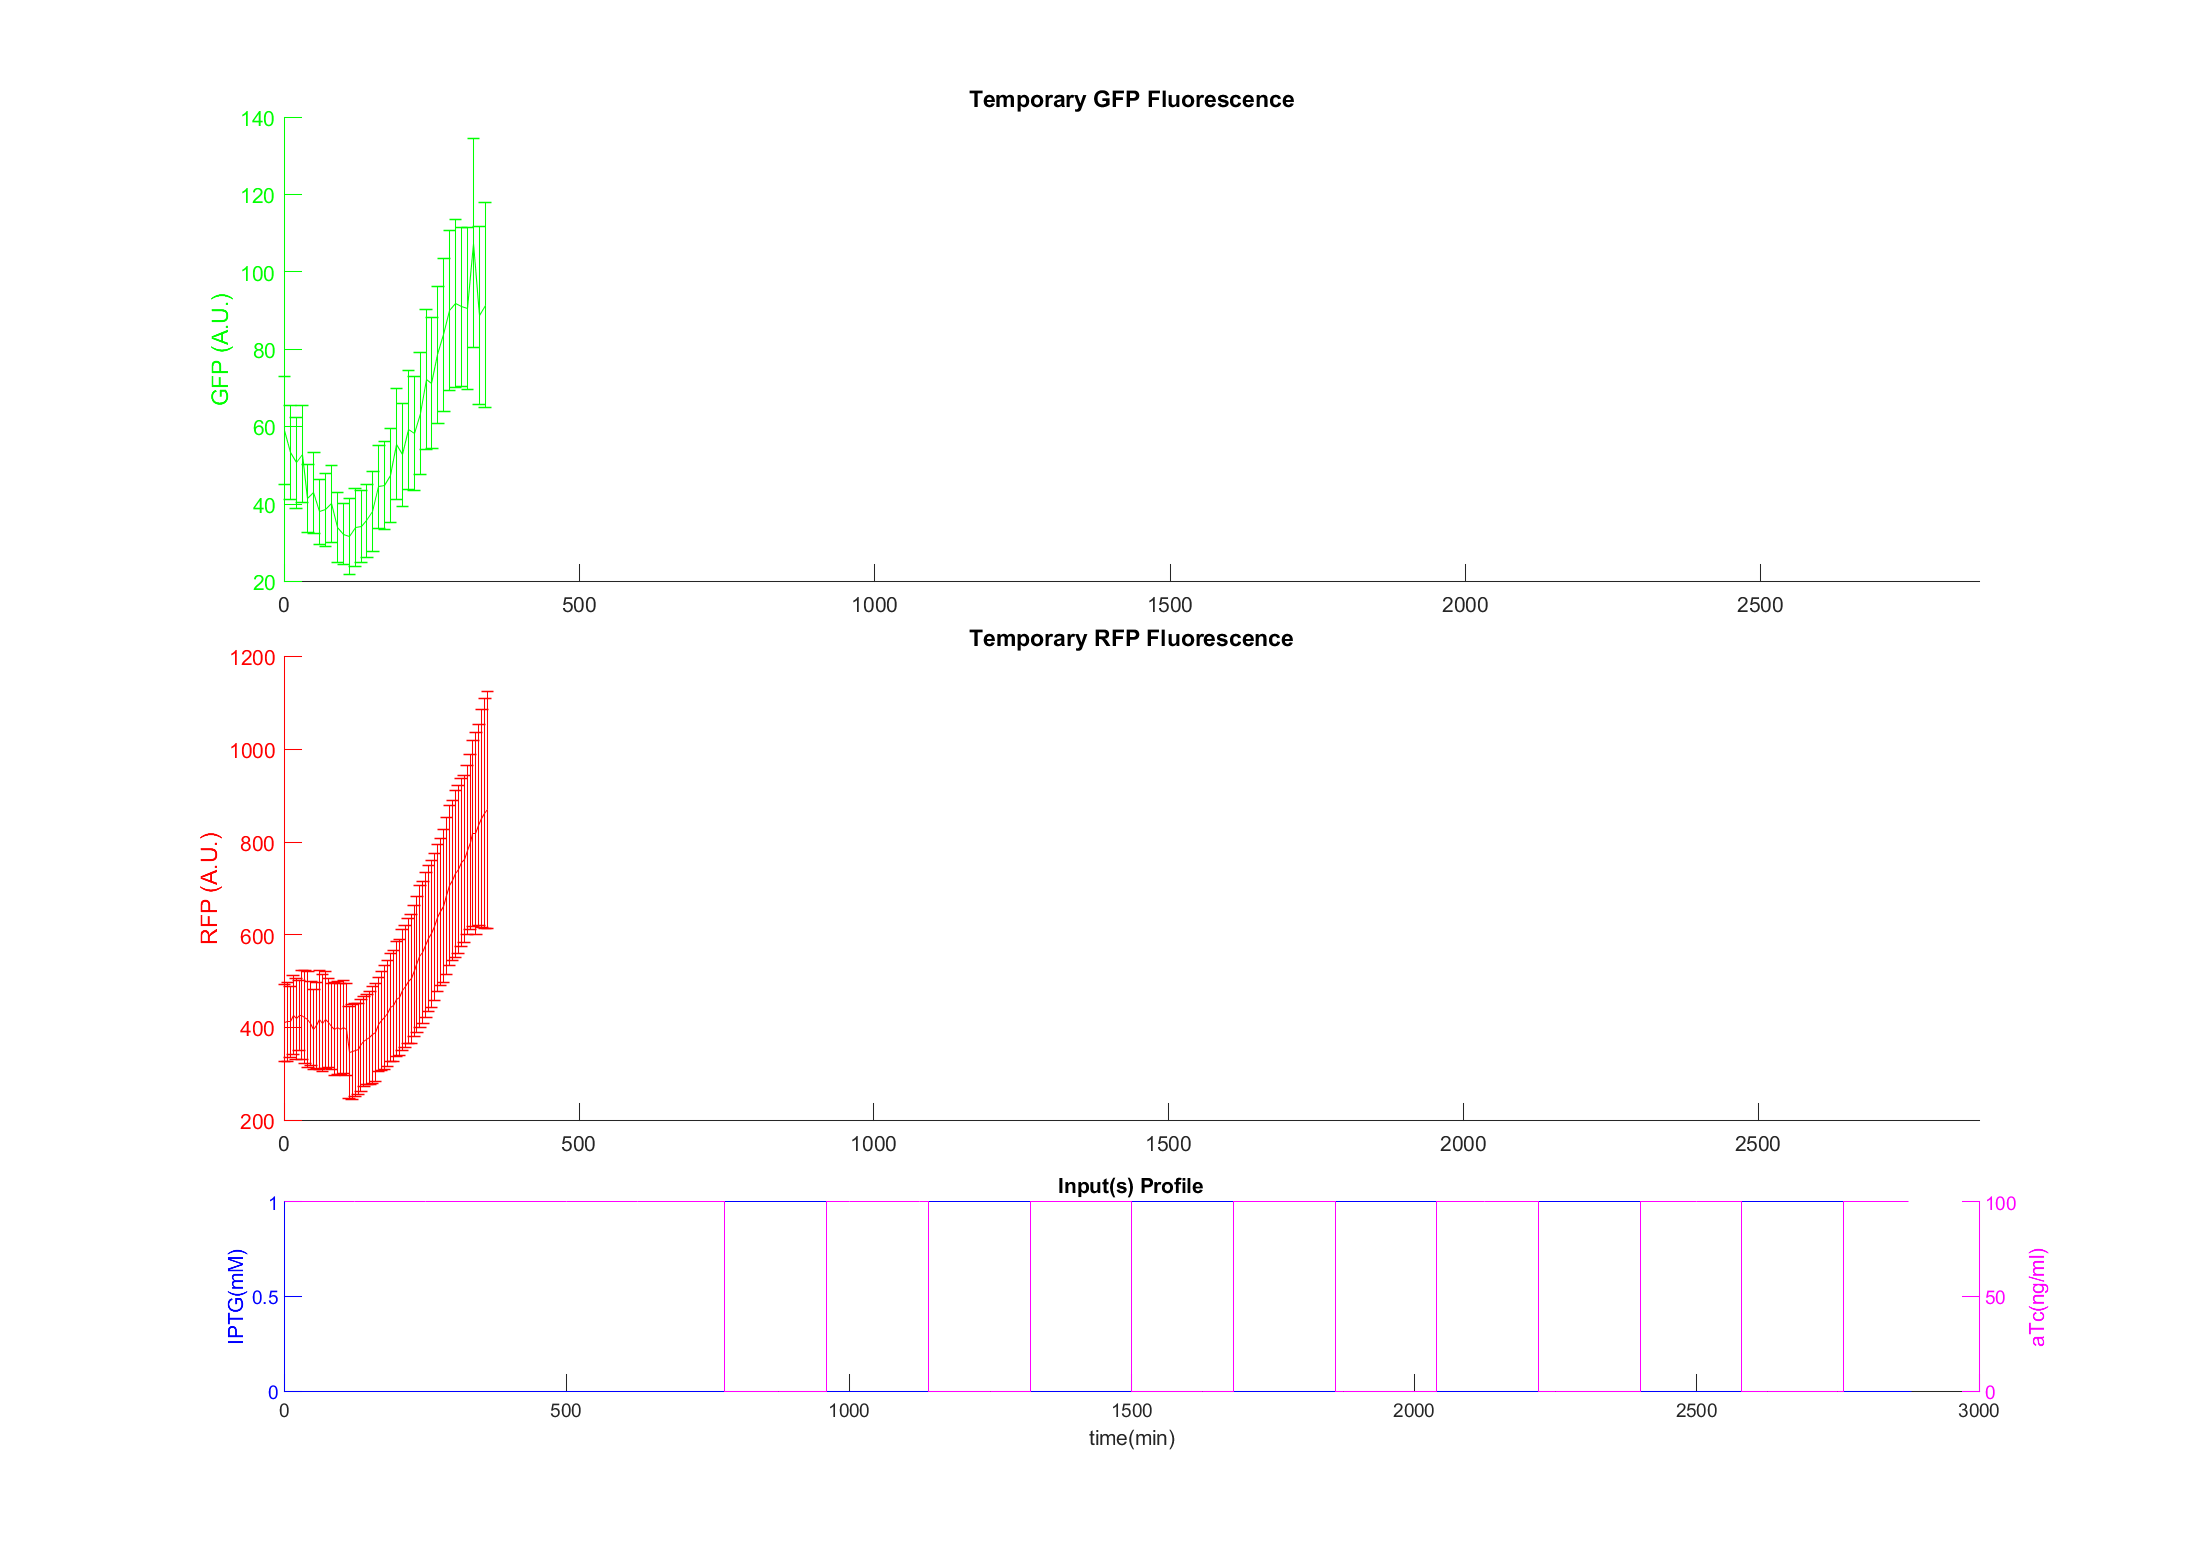 Temporary GFP Fluorescence
140
120
100
80
60
40
20
GFP (A.U.)
0 500 1000 1500 2000 2500
Temporary RFP Fluorescence
1200
1000
800
600
400
200
RFP (A.U.)
0 500 1000 1500 2000 2500
Input(s) Profile
1
0.5
0
IPTG(mM)
100
50
0
aTc(ng/ml)
0 500 1000 1500 2000 2500 3000
time(min)